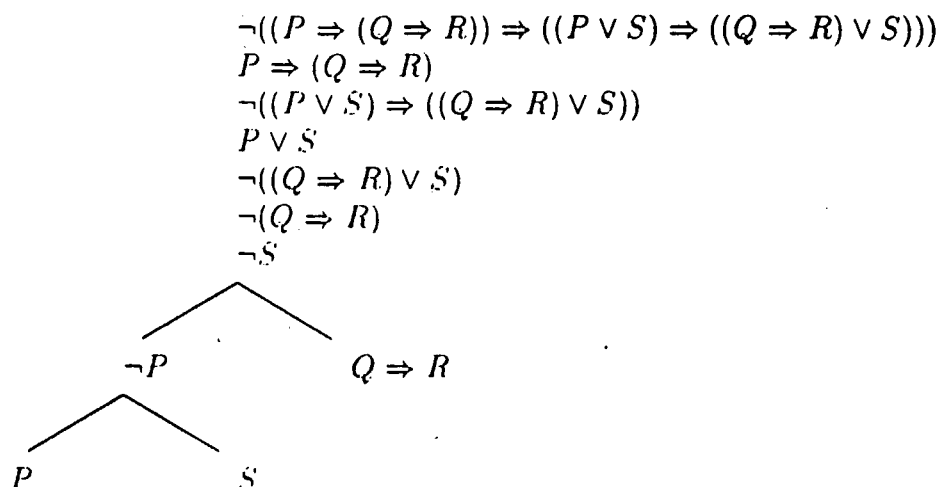 ¬((P ⇒ (Q ⇒ R)) ⇒ ((P ∨ S) ⇒ ((Q ⇒ R) ∨ S)))
P ⇒ (Q ⇒ R)
¬((P ∨ S) ⇒ ((Q ⇒ R) ∨ S))
P ∨ S
¬((Q ⇒ R) ∨ S)
¬(Q ⇒ R)
¬S
¬P Q ⇒ R
P S